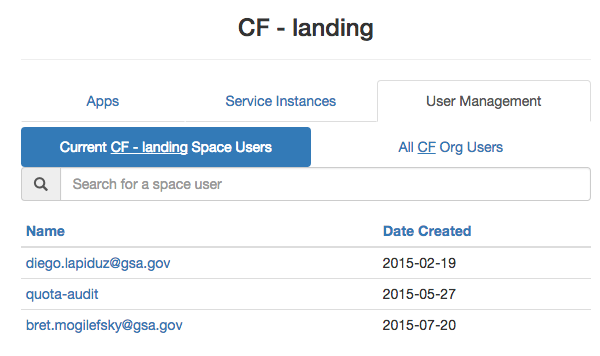 CF - landing
Apps Service Instances User Management
Current CF - landing Space Users All CF Org Users
Search for a space user
Name Date Created
diego.lapiduz@gsa.gov 2015-02-19
quota-audit 2015-05-27
bret.mogilefsky@gsa.gov 2015-07-20